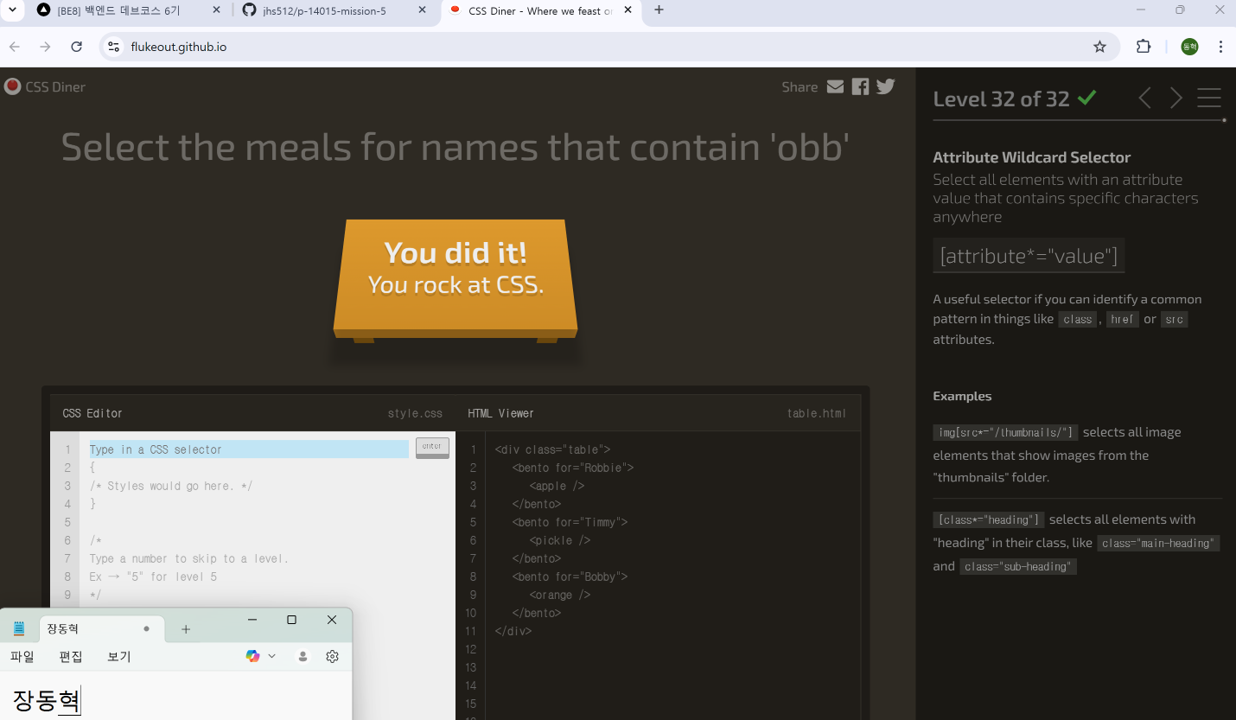 [BE8] 백엔드 데브코스 6기
jhs512/p-14015-mission-5
CSS Diner - Where we feast on
flukeout.github.io
동혁
CSS Diner
Share
Select the meals for names that contain 'obb'
You did it!
You rock at CSS.
CSS Editor
style.css
HTML Viewer
table.html
1 Type in a CSS selector
enter
2 {
3 /* Styles would go here. */
4 }
5
6 /*
7 Type a number to skip to a level.
8 Ex → "5" for level 5
9 */
1 <div class="table">
2 <bento for="Robbie">
3 <apple />
4 </bento>
5 <bento for="Timmy">
6 <pickle />
7 </bento>
8 <bento for="Bobby">
9 <orange />
10 </bento>
11 </div>
12
13
14
15
Level 32 of 32
Attribute Wildcard Selector
Select all elements with an attribute
value that contains specific characters
anywhere
[attribute*="value"]
A useful selector if you can identify a common
pattern in things like class, href or src
attributes.
Examples
img[src*="/thumbnails/"] selects all image
elements that show images from the
"thumbnails" folder.
[class*="heading"] selects all elements with
"heading" in their class, like class="main-heading"
and class="sub-heading"
장동혁
파일 편집 보기
장동혁